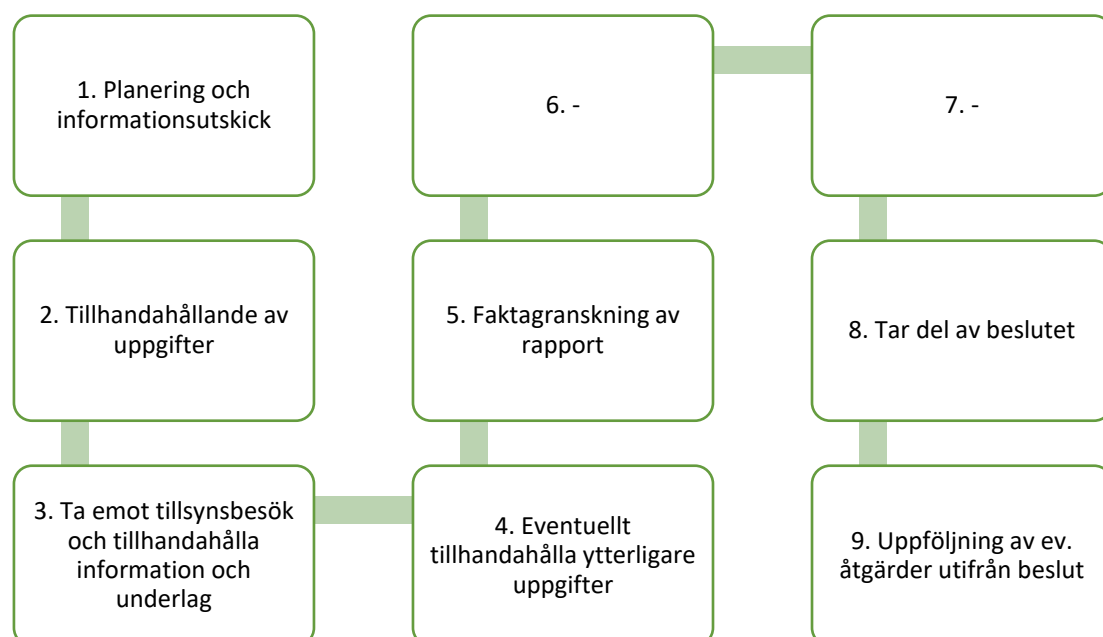 1. Planering och
informationsutskick
2. Tillhandahållande av
uppgifter
3. Ta emot tillsynsbesök
och tillhandahålla
information och
underlag
4. Eventuellt
tillhandahålla ytterligare
uppgifter
5. Faktagranskning av
rapport
6. -
7. -
8. Tar del av beslutet
9. Uppföljning av ev.
åtgärder utifrån beslut